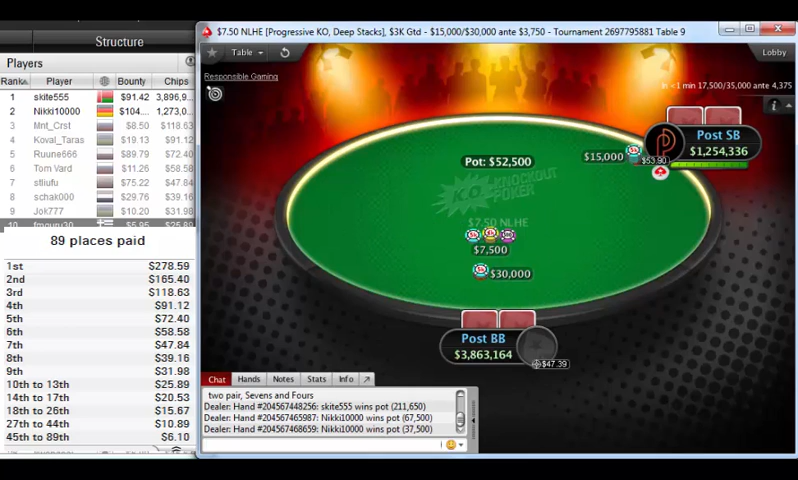 $7.50 NLHE [Progressive KO, Deep Stacks], $3K Gtd - $15,000/$30,000 ante $3,750 - Tournament 2697795881 Table 9
Structure
Table
Lobby
Players
Responsible Gaming
Rank Player Bounty Chips
1 skite555 $91.42 3,896,9...
2 Nikki10000 $104.... 1,273,0...
3 Mnt_Crst $8.50 $118.63
4 Koval_Taras $19.13 $91.12
5 Ruune666 $89.79 $72.40
6 Tom Vard $11.26 $58.58
7 stliufu $75.22 $47.84
8 schak000 $29.76 $39.16
9 Jok777 $10.20 $31.98
10 fmguru30 $5.95 $25.89
In <1 min 17,500/35,000 ante 4,375
Post SB
$1,254,336
$53.90
$15,000
Pot: $52,500
KO KNOCKOUT
POKER
$7.50 NLHE
$7,500
$30,000
Post BB
$3,863,164
$47.39
89 places paid
1st $278.59
2nd $165.40
3rd $118.63
4th $91.12
5th $72.40
6th $58.58
7th $47.84
8th $39.16
9th $31.98
10th to 13th $25.89
14th to 17th $20.53
18th to 26th $15.67
27th to 44th $10.89
45th to 89th $6.10
Chat Hands Notes Stats Info
two pair, Sevens and Fours
Dealer: Hand #204567448256: skite555 wins pot (211,650)
Dealer: Hand #204567465987: Nikki10000 wins pot (67,500)
Dealer: Hand #204567468659: Nikki10000 wins pot (37,500)